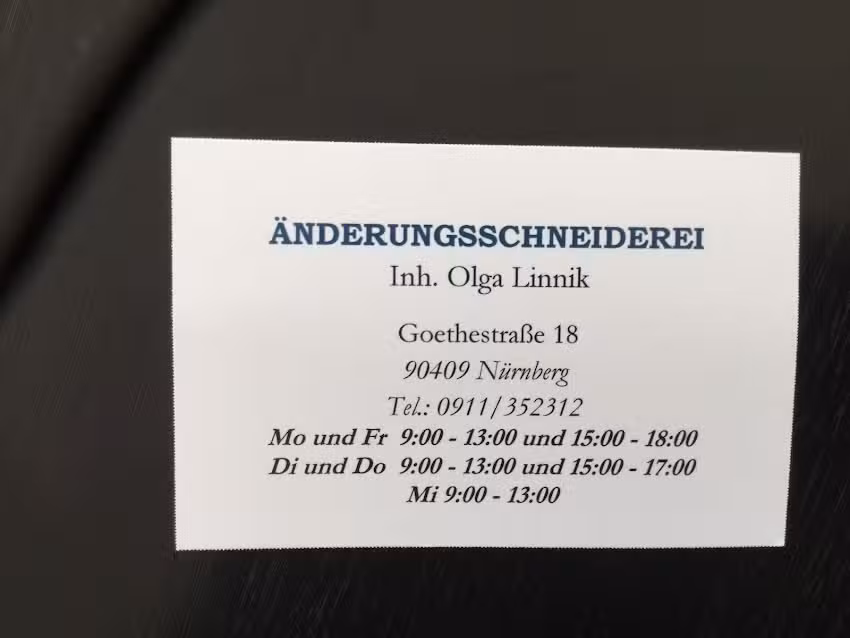 ÄNDERUNGSSCHNEIDEREI
Inh. Olga Linnik
Goethestraße 18
90409 Nürnberg
Tel.: 0911/352312
Mo und Fr 9:00 - 13:00 und 15:00 - 18:00
Di und Do 9:00 - 13:00 und 15:00 - 17:00
Mi 9:00 - 13:00